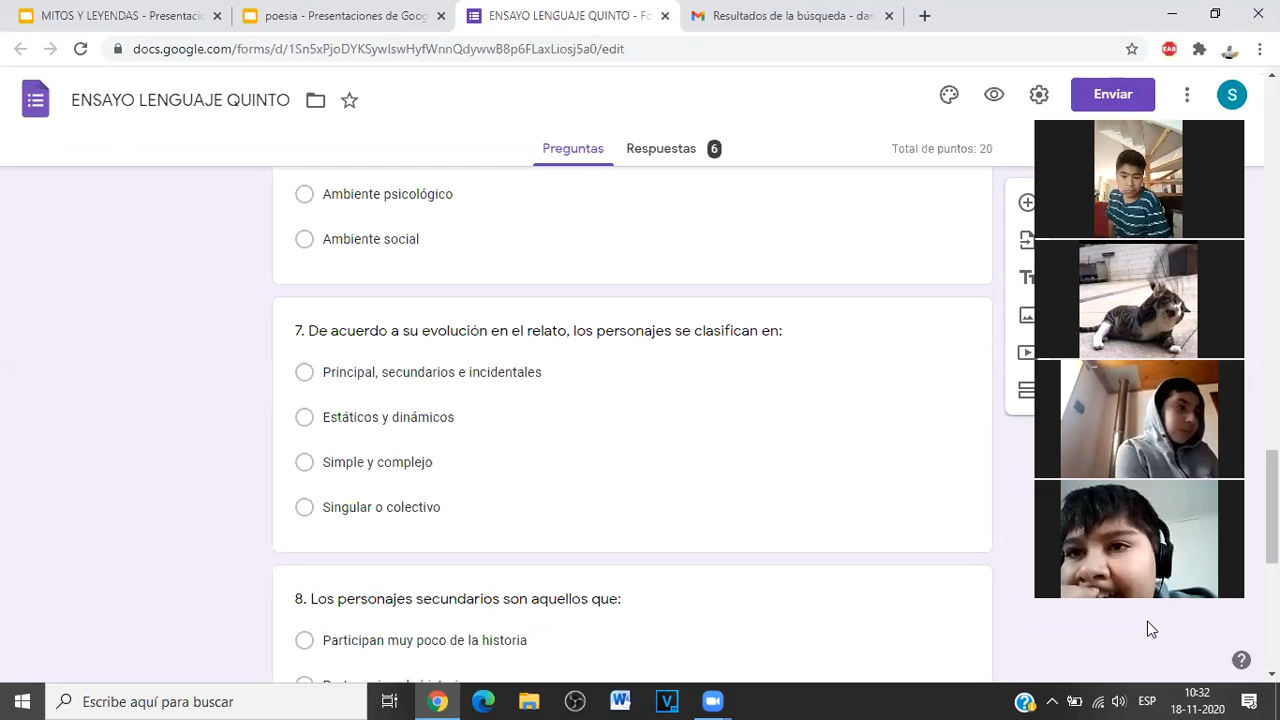 MITOS Y LEYENDAS - Presentació
poesia - Presentaciones de Goog
ENSAYO LENGUAJE QUINTO - Fo
Resultados de la búsqueda - dan
docs.google.com/forms/d/1Sn5xPjoDYKSywIswHyfWnnQdywwB8p6FLaxLiosj5a0/edit
ENSAYO LENGUAJE QUINTO
Enviar
S
Preguntas
Respuestas 6
Total de puntos: 20
Ambiente psicológico
Ambiente social
7. De acuerdo a su evolución en el relato, los personajes se clasifican en:
Principal, secundarios e incidentales
Estáticos y dinámicos
Simple y complejo
Singular o colectivo
8. Los personajes secundarios son aquellos que:
Participan muy poco de la historia
Escribe aquí para buscar
ESP
10:32
18-11-2020